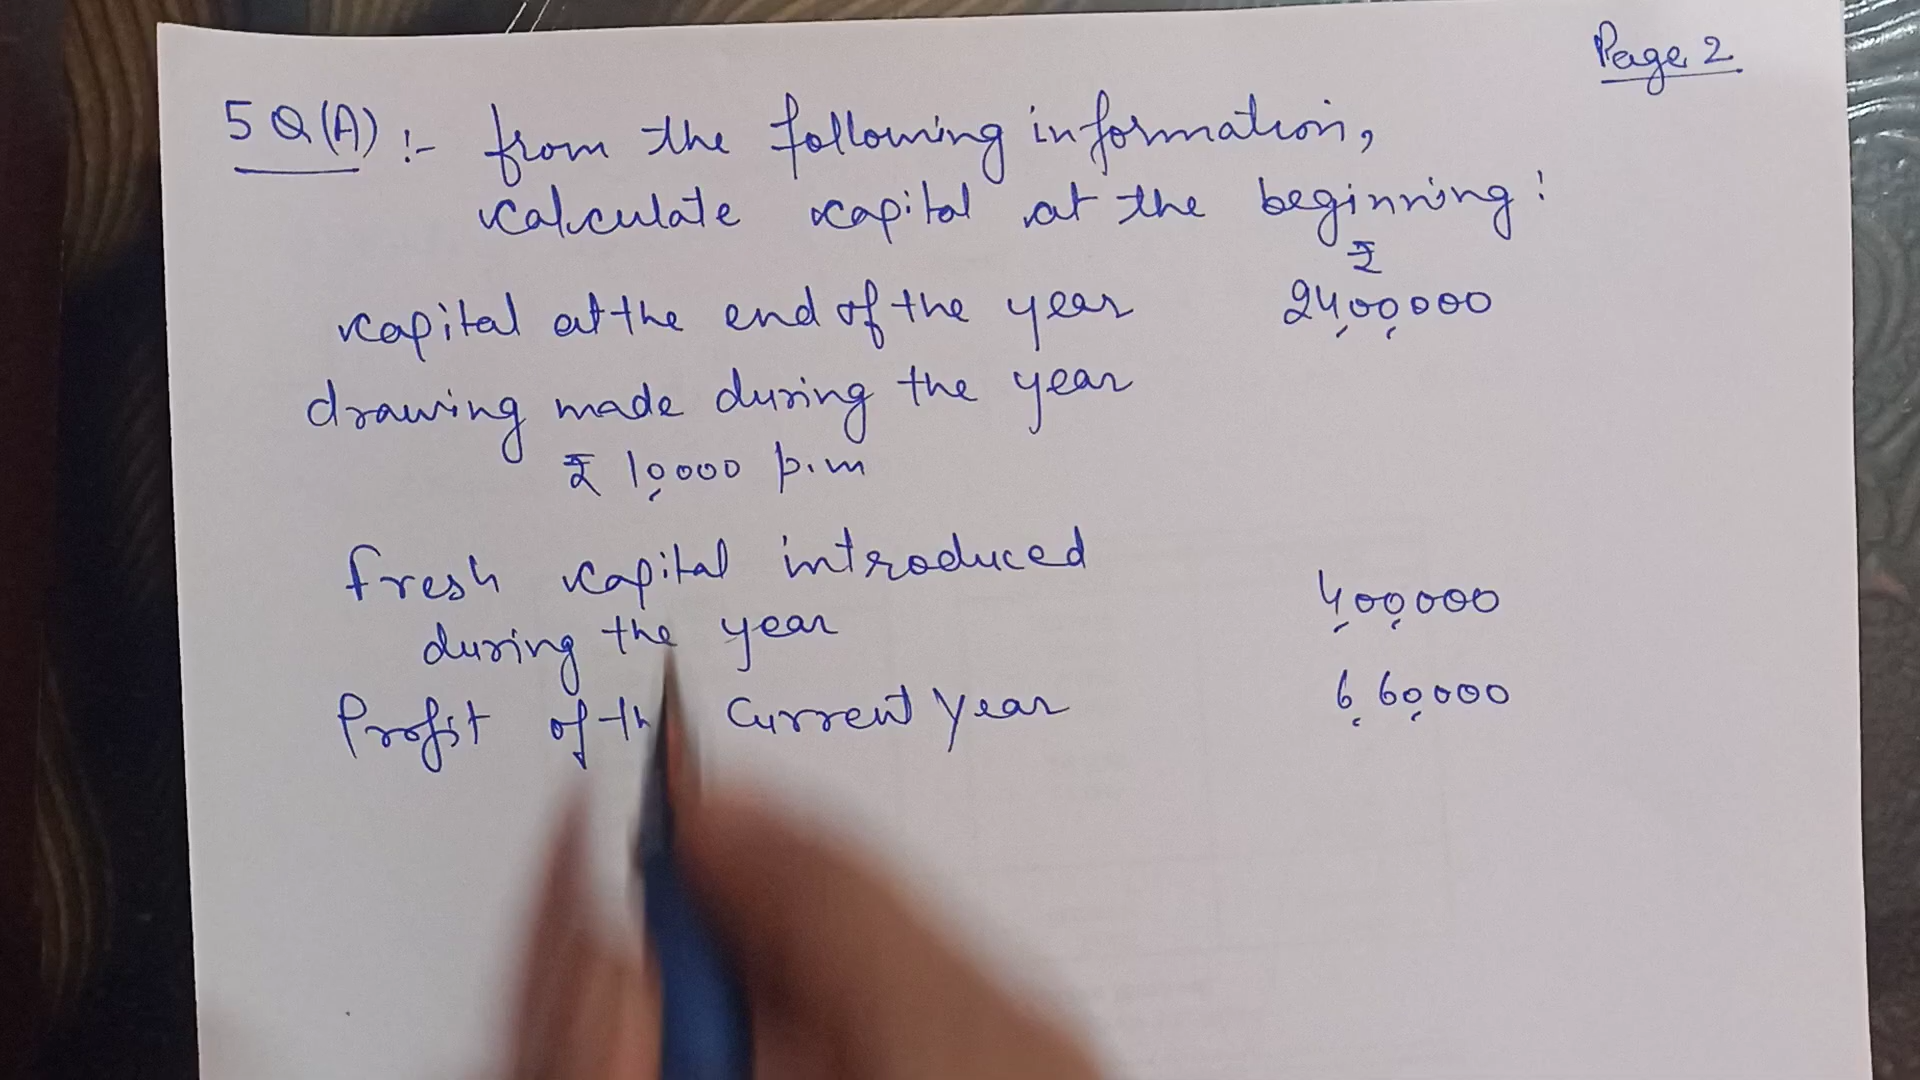 Page 2
5 Q(A) :- from the following information,
calculate capital at the beginning:
₹
capital at the end of the year 24,00,000
drawing made during the year
₹ 10,000 p.m
fresh capital introduced
during the year 4,00,000
Profit of the Current Year 6,60,000